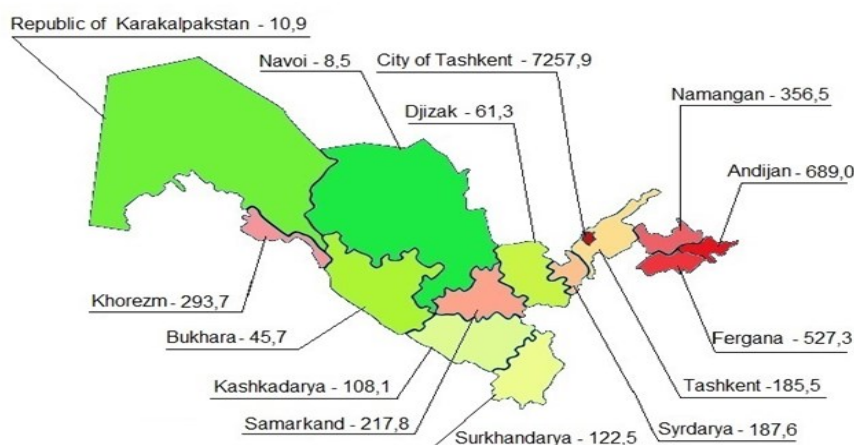 Republic of Karakalpakstan - 10,9
Navoi - 8,5
City of Tashkent - 7257,9
Djizak - 61,3
Namangan - 356,5
Andijan - 689,0
Khorezm - 293,7
Bukhara - 45,7
Fergana - 527,3
Kashkadarya - 108,1
Tashkent -185,5
Samarkand - 217,8
Surkhandarya - 122,5
Syrdarya - 187,6